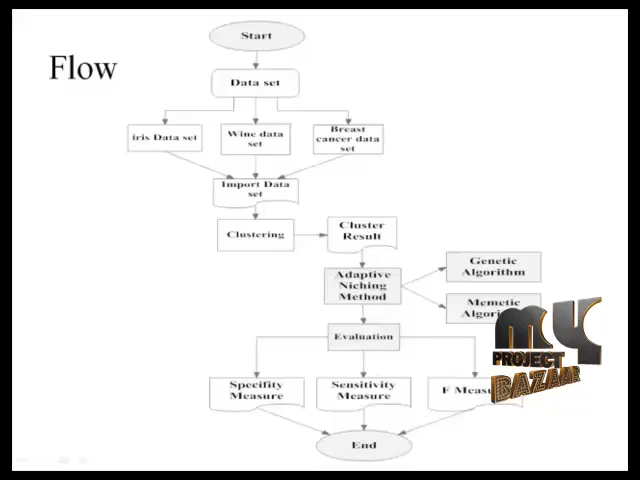 Start
Flow
Data set
iris Data set
Wine data
set
Breast
cancer data
set
Import Data
set
Clustering
Cluster
Result
Adaptive
Niching
Method
Genetic
Algorithm
Memetic
Evaluation
MY
PROJECT
BAZAAR
Specifity
Measure
Sensitivity
Measure
F
End